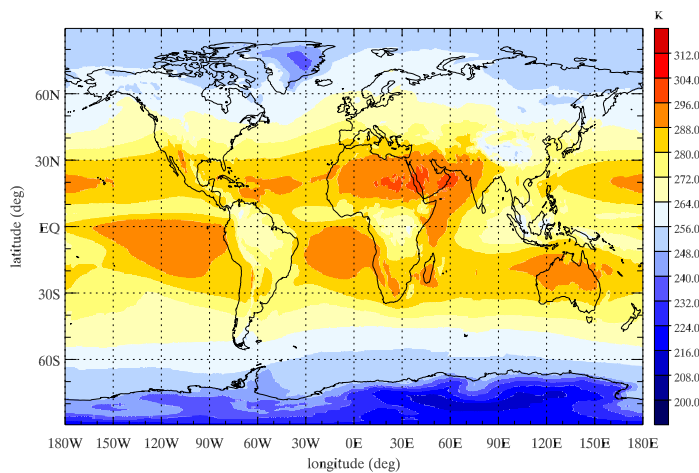 K
312.0
304.0
296.0
288.0
280.0
272.0
264.0
256.0
248.0
240.0
232.0
224.0
216.0
208.0
200.0
60N
30N
EQ
30S
60S
latitude (deg)
180W 150W 120W 90W 60W 30W 0E 30E 60E 90E 120E 150E 180E
longitude (deg)